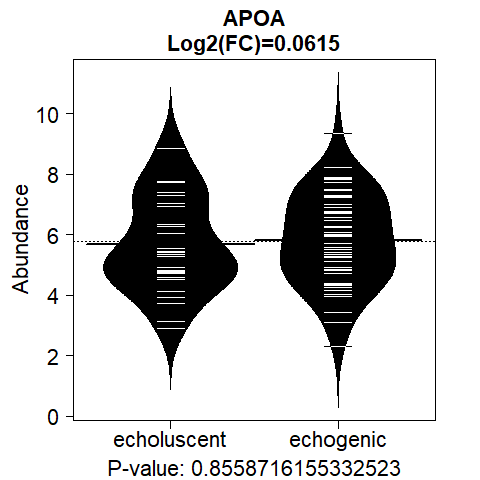 APOA
Log2(FC)=0.0615
Abundance
10
8
6
4
2
0
echoluscent echogenic
P-value: 0.8558716155332523